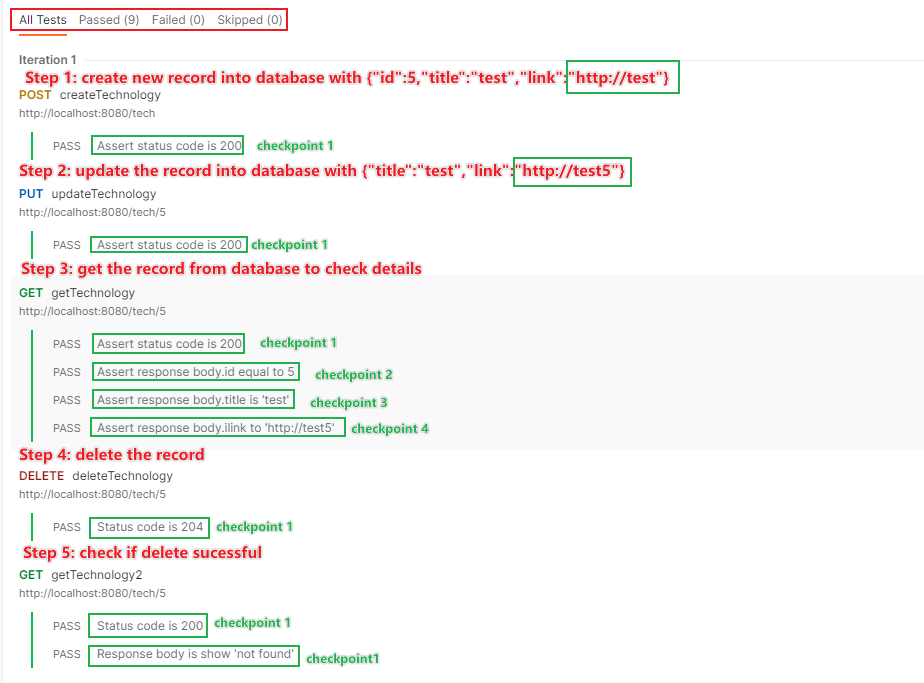 All Tests Passed (9) Failed (0) Skipped (0)
Iteration 1
Step 1: create new record into database with {"id":5,"title":"test","link":"http://test"}
POST createTechnology
http://localhost:8080/tech
PASS Assert status code is 200 checkpoint 1
Step 2: update the record into database with {"title":"test","link":"http://test5"}
PUT updateTechnology
http://localhost:8080/tech/5
PASS Assert status code is 200 checkpoint 1
Step 3: get the record from database to check details
GET getTechnology
http://localhost:8080/tech/5
PASS Assert status code is 200 checkpoint 1
PASS Assert response body.id equal to 5 checkpoint 2
PASS Assert response body.title is 'test' checkpoint 3
PASS Assert response body.ilink to 'http://test5' checkpoint 4
Step 4: delete the record
DELETE deleteTechnology
http://localhost:8080/tech/5
PASS Status code is 204 checkpoint 1
Step 5: check if delete sucessful
GET getTechnology2
http://localhost:8080/tech/5
PASS Status code is 200 checkpoint 1
PASS Response body is show 'not found' checkpoint1